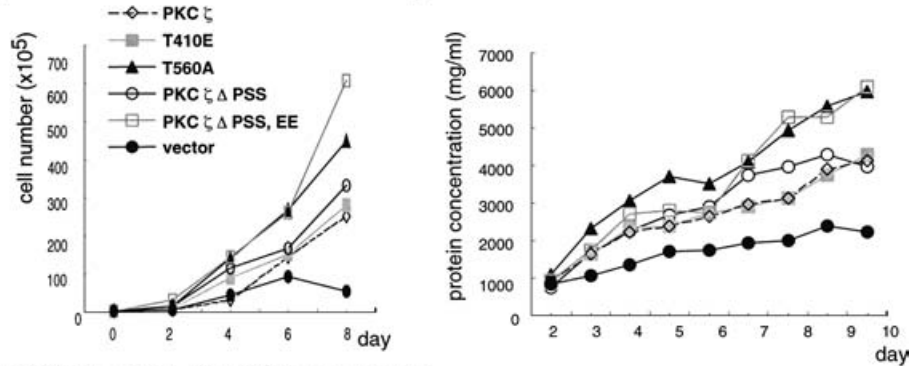 PKC ζ
T410E
T560A
PKC ζ Δ PSS
PKC ζ Δ PSS, EE
vector
cell number (x10⁵)
700
600
500
400
300
200
100
0
0 2 4 6 8 day
protein concentration (mg/ml)
7000
6000
5000
4000
3000
2000
1000
0
2 3 4 5 6 7 8 9 10
day